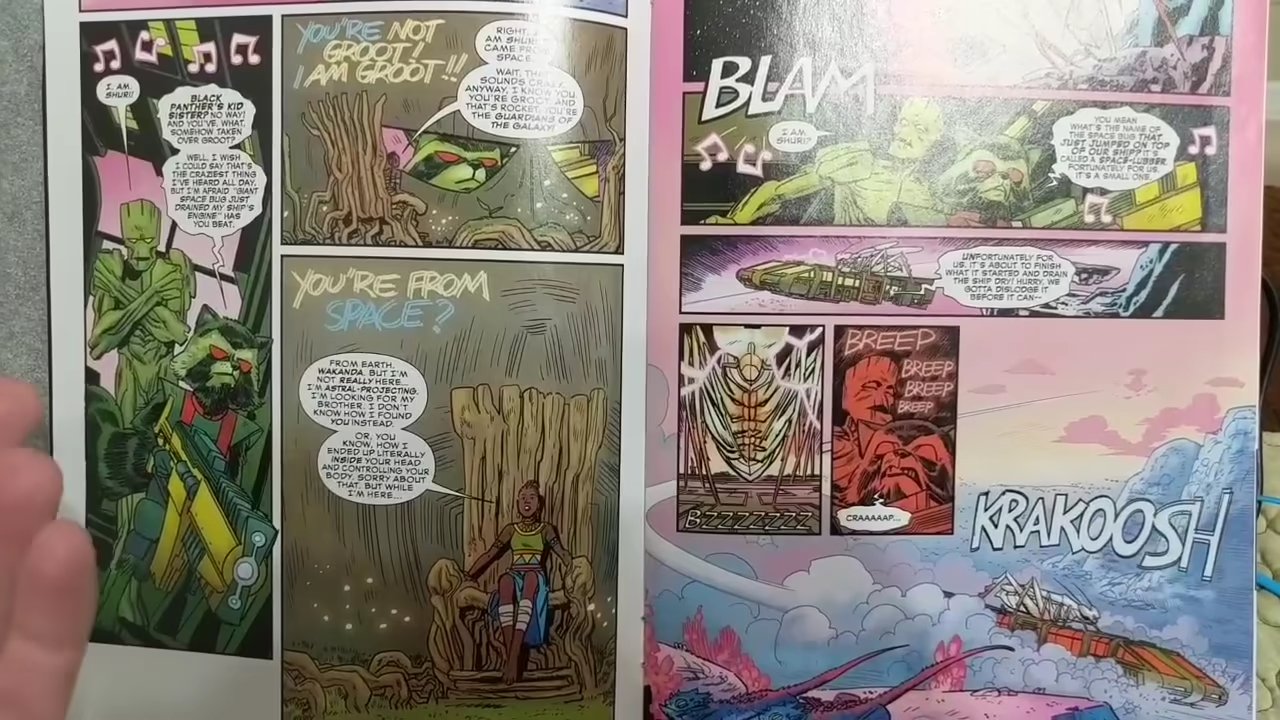 I. AM.
SHURI!
BLACK
PANTHER'S KID
SISTER? NO WAY!
AND YOU'VE, WHAT,
SOMEHOW TAKEN
OVER GROOT?
WELL, I WISH
I COULD SAY THAT'S
THE CRAZIEST THING
I'VE HEARD ALL DAY,
BUT I'M AFRAID "GIANT
SPACE BUG JUST
DRAINED MY SHIP'S
ENGINE" HAS
YOU BEAT.
YOU'RE NOT
GROOT!
I AM GROOT!!
RIGHT,
AM SHURI
CAME FROM
SPACE.
WAIT,
SOUNDS CRAZY.
ANYWAY, I KNOW YOU
YOU'RE GROOT, AND
THAT'S ROCKET. YOU'RE
THE GUARDIANS OF
THE GALAXY!
YOU'RE FROM
SPACE?
FROM EARTH.
WAKANDA. BUT I'M
NOT REALLY HERE...
I'M ASTRAL-PROJECTING.
I'M LOOKING FOR MY
BROTHER. I DON'T
KNOW HOW I FOUND
YOU INSTEAD.
OR, YOU
KNOW, HOW I
ENDED UP LITERALLY
INSIDE YOUR HEAD
AND CONTROLLING YOUR
BODY. SORRY ABOUT
THAT. BUT WHILE
I'M HERE...
BLAM
I AM
SHURI?
YOU MEAN
WHAT'S THE NAME OF
THE SPACE BUG THAT
JUST JUMPED ON TOP
OF OUR SHIP? IT'S
CALLED A SPACE-LUBBER.
FORTUNATELY FOR US,
IT'S A SMALL ONE.
UNFORTUNATELY FOR
US, IT'S ABOUT TO FINISH
WHAT IT STARTED AND DRAIN
THE SHIP DRY! HURRY, WE
GOTTA DISLODGE IT
BEFORE IT CAN--
BZZZZZZZ
BREEP
BREEP
BREEP
BREEP
CRAAAAAP...
KRAKOOSH